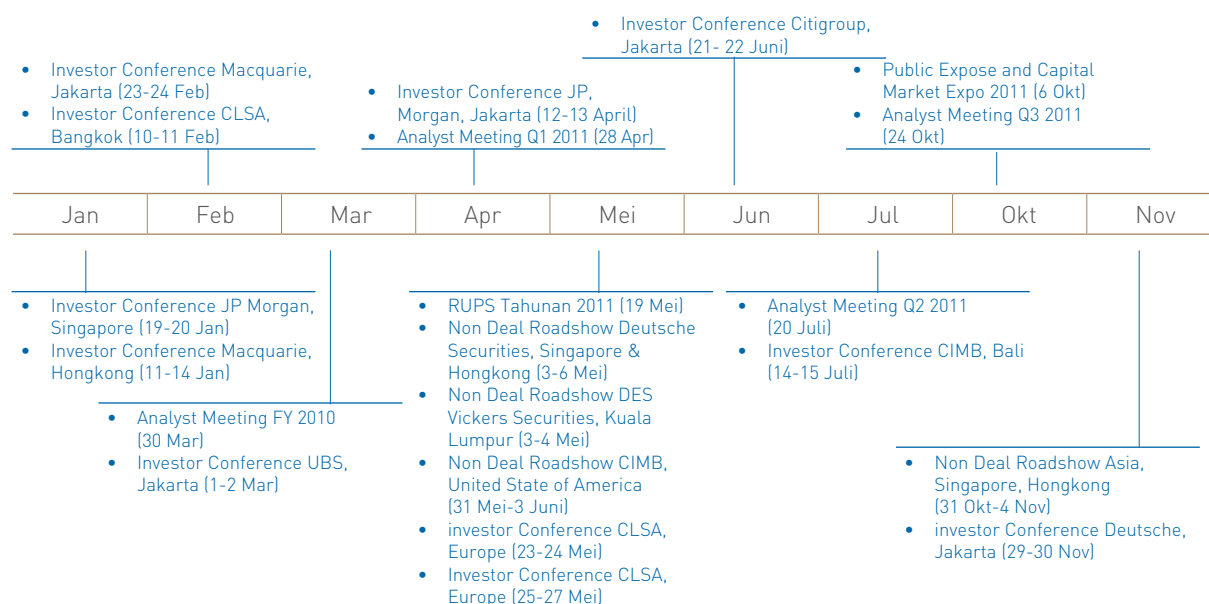 • Investor Conference Citigroup,
Jakarta (21- 22 Juni)
• Investor Conference Macquarie,
Jakarta (23-24 Feb)
• Investor Conference CLSA,
Bangkok (10-11 Feb)
• Investor Conference JP,
Morgan, Jakarta (12-13 April)
• Analyst Meeting Q1 2011 (28 Apr)
• Public Expose and Capital
Market Expo 2011 (6 Okt)
• Analyst Meeting Q3 2011
(24 Okt)
Jan Feb Mar Apr Mei Jun Jul Okt Nov
• Investor Conference JP Morgan,
Singapore (19-20 Jan)
• Investor Conference Macquarie,
Hongkong (11-14 Jan)
• Analyst Meeting FY 2010
(30 Mar)
• Investor Conference UBS,
Jakarta (1-2 Mar)
• RUPS Tahunan 2011 (19 Mei)
• Non Deal Roadshow Deutsche
Securities, Singapore &
Hongkong (3-6 Mei)
• Non Deal Roadshow DES
Vickers Securities, Kuala
Lumpur (3-4 Mei)
• Non Deal Roadshow CIMB,
United State of America
(31 Mei-3 Juni)
• investor Conference CLSA,
Europe (23-24 Mei)
• Investor Conference CLSA,
Europe (25-27 Mei)
• Analyst Meeting Q2 2011
(20 Juli)
• Investor Conference CIMB, Bali
(14-15 Juli)
• Non Deal Roadshow Asia,
Singapore, Hongkong
(31 Okt-4 Nov)
• investor Conference Deutsche,
Jakarta (29-30 Nov)